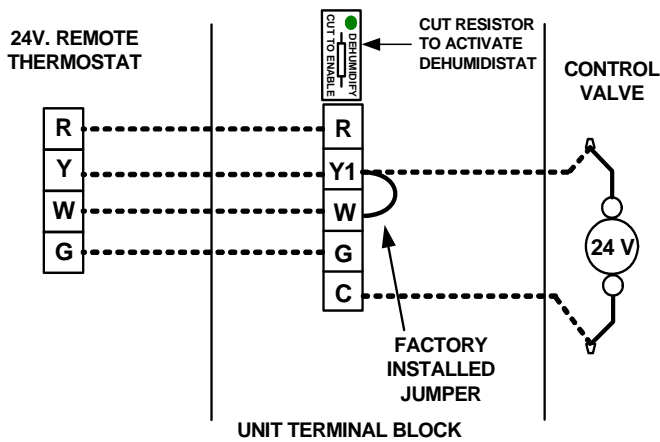 24V. REMOTE
THERMOSTAT
CUT TO ENABLE
DEHUMIDIFY
CUT RESISTOR
TO ACTIVATE
DEHUMIDISTAT
CONTROL
VALVE
R
Y
W
G
R
Y1
W
G
C
24 V
FACTORY
INSTALLED
JUMPER
UNIT TERMINAL BLOCK